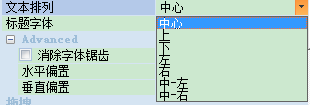 文本排列 中心
标题字体 中心
上
Advanced 下
消除字体锯齿 左
水平偏置 右
中-左
垂直偏置 中-右